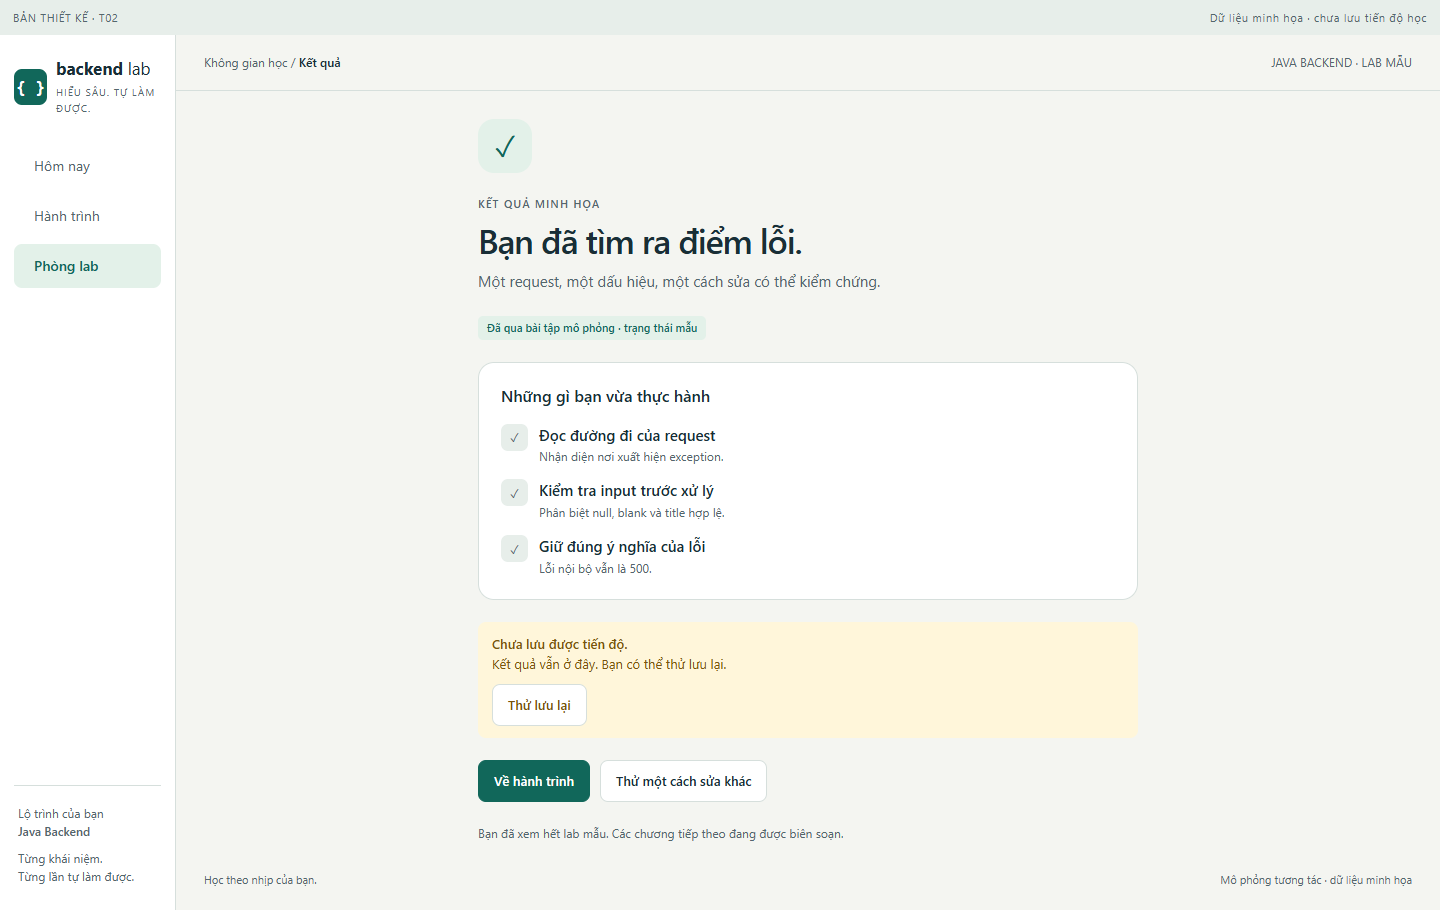 BẢN THIẾT KẾ · T02
Dữ liệu minh họa · chưa lưu tiến độ học
{ }
backend lab
HIỂU SÂU. TỰ LÀM
ĐƯỢC.
Hôm nay
Hành trình
Phòng lab
Lộ trình của bạn
Java Backend
Từng khái niệm.
Từng lần tự làm được.
Không gian học / Kết quả
JAVA BACKEND · LAB MẪU
✓
KẾT QUẢ MINH HỌA
Bạn đã tìm ra điểm lỗi.
Một request, một dấu hiệu, một cách sửa có thể kiểm chứng.
Đã qua bài tập mô phỏng · trạng thái mẫu
Những gì bạn vừa thực hành
✓ Đọc đường đi của request
Nhận diện nơi xuất hiện exception.
✓ Kiểm tra input trước xử lý
Phân biệt null, blank và title hợp lệ.
✓ Giữ đúng ý nghĩa của lỗi
Lỗi nội bộ vẫn là 500.
Chưa lưu được tiến độ.
Kết quả vẫn ở đây. Bạn có thể thử lưu lại.
Thử lưu lại
Về hành trình
Thử một cách sửa khác
Bạn đã xem hết lab mẫu. Các chương tiếp theo đang được biên soạn.
Học theo nhịp của bạn.
Mô phỏng tương tác · dữ liệu minh họa